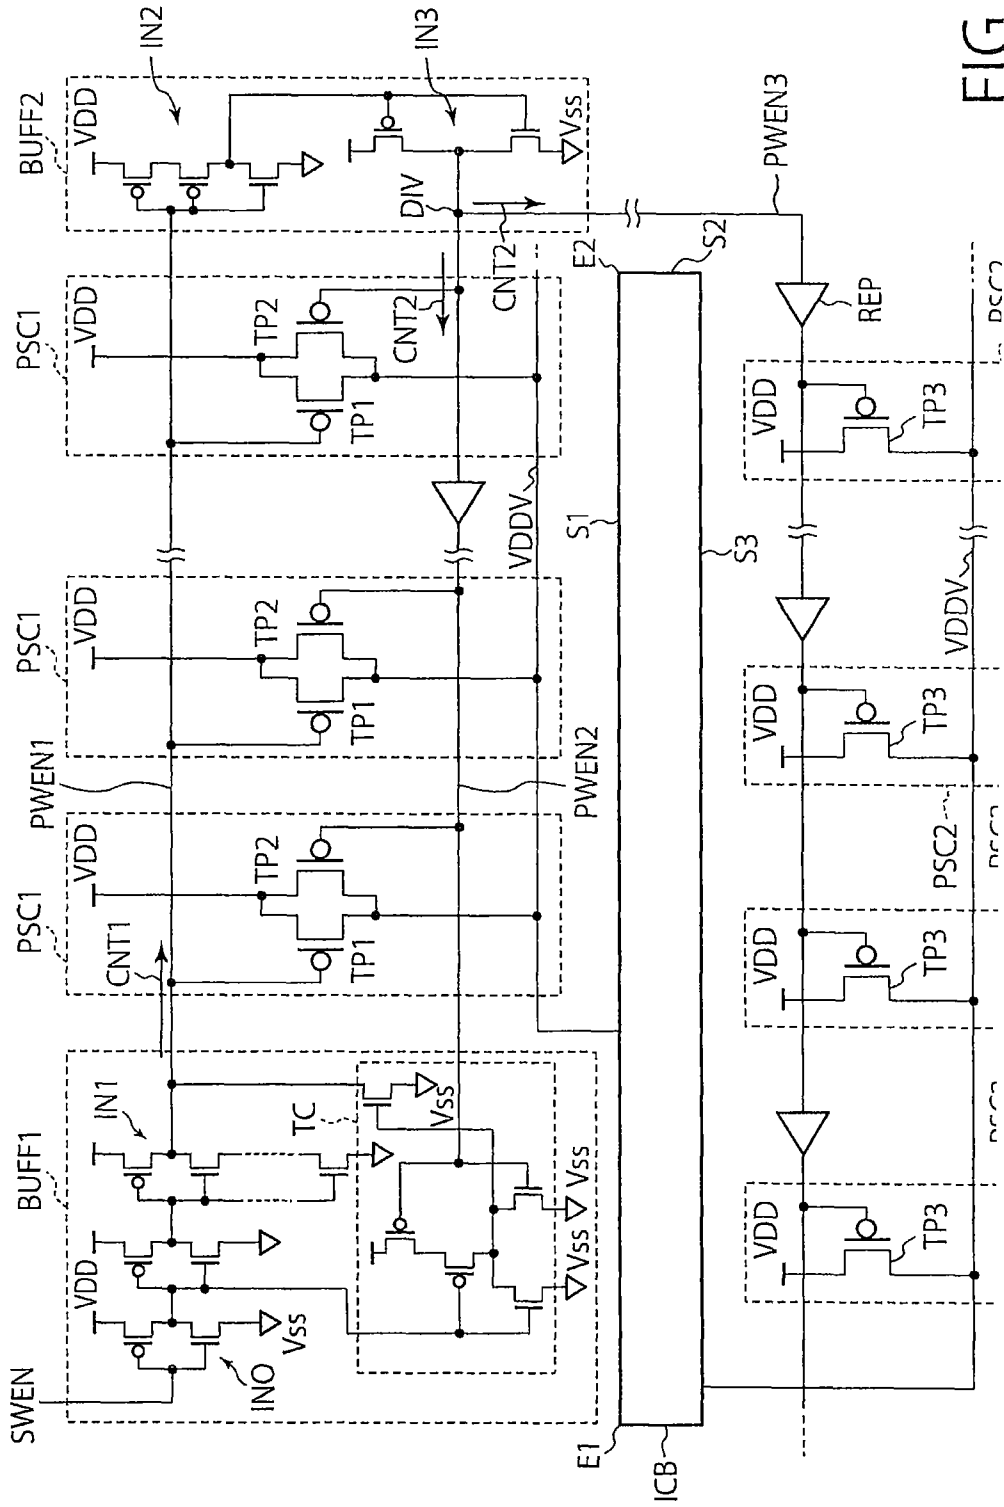 SWEN
BUFF1
PSC1
PSC1
PSC1
BUFF2
VDD
IN1
CNT1
VDD
PWEN1
VDD
VDD
VDD
IN2
INO
Vss
TC
TP1
TP2
TP1
TP2
TP1
TP2
DIV
IN3
Vss
CNT2
CNT2
Vss
Vss
Vss
PWEN2
VDDV
E1
S1
E2
ICB
S3
S2
PWEN3
VDD
VDD
VDD
VDD
REP
TP3
TP3
PSC2
TP3
VDDV
TP3
FIG